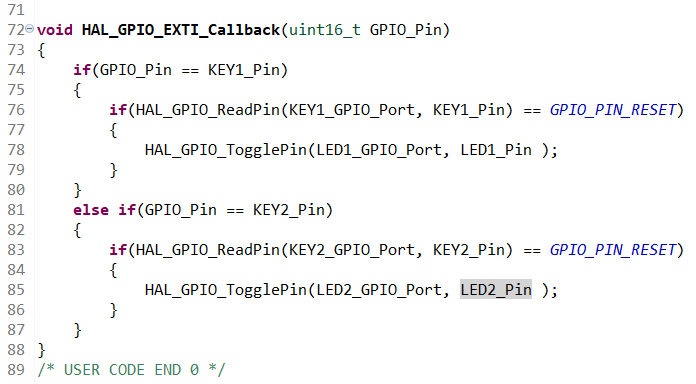 71
72 void HAL_GPIO_EXTI_Callback(uint16_t GPIO_Pin)
73 {
74     if(GPIO_Pin == KEY1_Pin)
75     {
76         if(HAL_GPIO_ReadPin(KEY1_GPIO_Port, KEY1_Pin) == GPIO_PIN_RESET)
77         {
78             HAL_GPIO_TogglePin(LED1_GPIO_Port, LED1_Pin );
79         }
80     }
81     else if(GPIO_Pin == KEY2_Pin)
82     {
83         if(HAL_GPIO_ReadPin(KEY2_GPIO_Port, KEY2_Pin) == GPIO_PIN_RESET)
84         {
85             HAL_GPIO_TogglePin(LED2_GPIO_Port, LED2_Pin );
86         }
87     }
88 }
89 /* USER CODE END 0 */